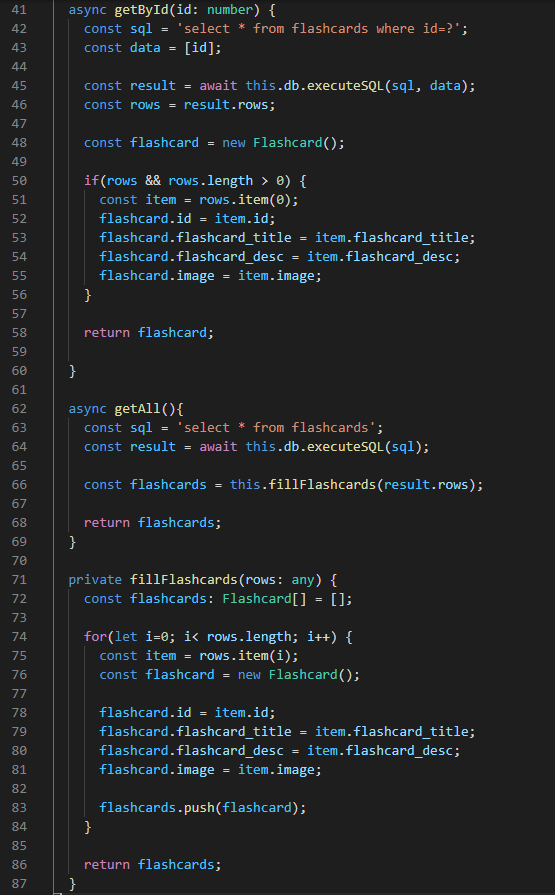 41 async getById(id: number) {
42 const sql = 'select * from flashcards where id=?';
43 const data = [id];
44
45 const result = await this.db.executeSQL(sql, data);
46 const rows = result.rows;
47
48 const flashcard = new Flashcard();
49
50 if(rows && rows.length > 0) {
51 const item = rows.item(0);
52 flashcard.id = item.id;
53 flashcard.flashcard_title = item.flashcard_title;
54 flashcard.flashcard_desc = item.flashcard_desc;
55 flashcard.image = item.image;
56 }
57
58 return flashcard;
59
60 }
61
62 async getAll(){
63 const sql = 'select * from flashcards';
64 const result = await this.db.executeSQL(sql);
65
66 const flashcards = this.fillFlashcards(result.rows);
67
68 return flashcards;
69 }
70
71 private fillFlashcards(rows: any) {
72 const flashcards: Flashcard[] = [];
73
74 for(let i=0; i< rows.length; i++) {
75 const item = rows.item(i);
76 const flashcard = new Flashcard();
77
78 flashcard.id = item.id;
79 flashcard.flashcard_title = item.flashcard_title;
80 flashcard.flashcard_desc = item.flashcard_desc;
81 flashcard.image = item.image;
82
83 flashcards.push(flashcard);
84 }
85
86 return flashcards;
87 }